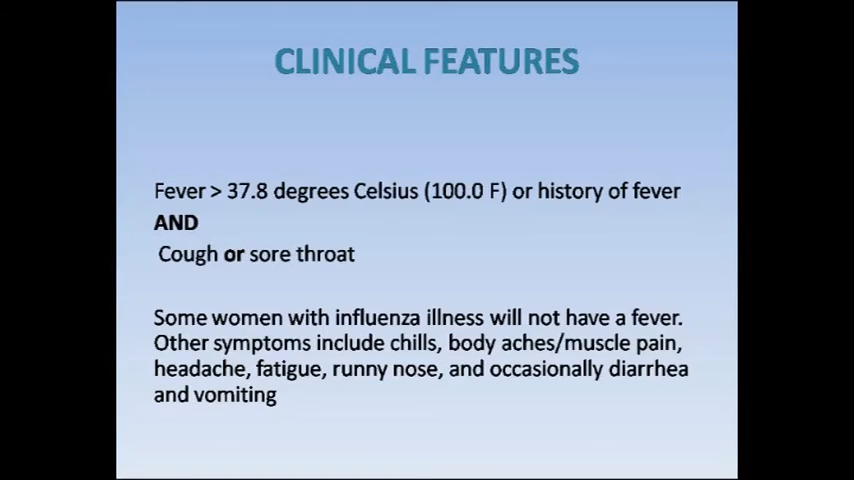 CLINICAL FEATURES
Fever > 37.8 degrees Celsius (100.0 F) or history of fever
AND
Cough or sore throat
Some women with influenza illness will not have a fever.
Other symptoms include chills, body aches/muscle pain,
headache, fatigue, runny nose, and occasionally diarrhea
and vomiting